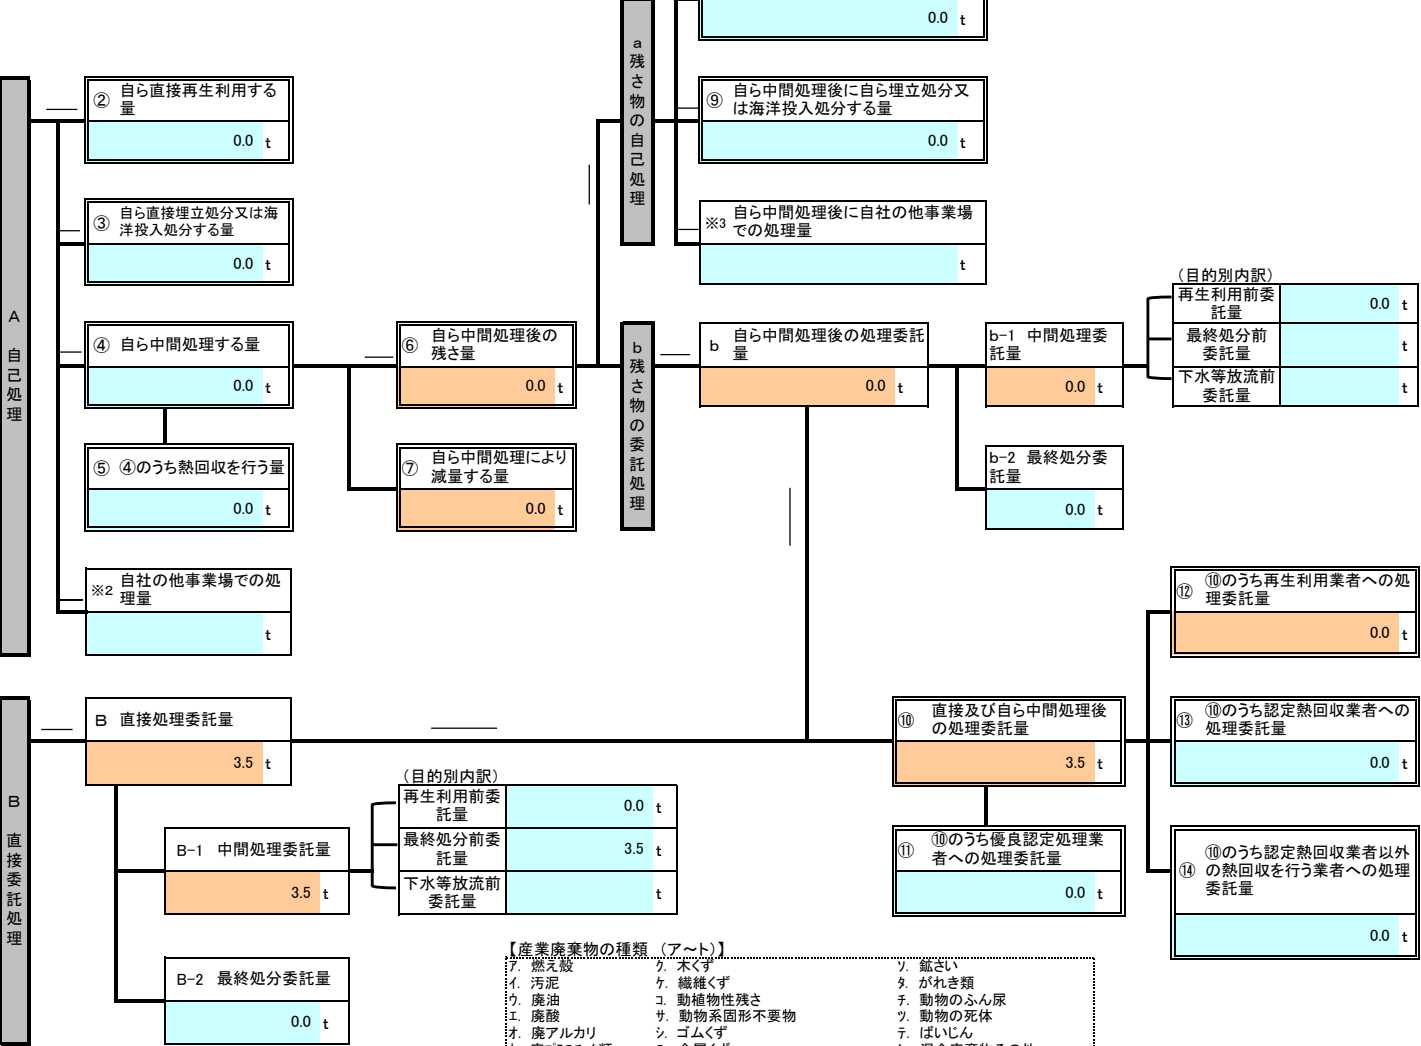 0.0 t
a 残さ物の自己処理
② 自ら直接再生利用する
量
0.0 t
⑨ 自ら中間処理後に自ら埋立処分又
は海洋投入処分する量
0.0 t
③ 自ら直接埋立処分又は海
洋投入処分する量
0.0 t
※3 自ら中間処理後に自社の他事業場
での処理量
t
A 自己処理
④ 自ら中間処理する量
0.0 t
⑥ 自ら中間処理後の
残さ量
0.0 t
b 残さ物の委託処理
b 自ら中間処理後の処理委託
量
0.0 t
b-1 中間処理委
託量
0.0 t
(目的別内訳)
再生利用前委
託量
0.0 t
最終処分前
委託量
t
下水等放流前
委託量
t
⑤ ④のうち熱回収を行う量
0.0 t
⑦ 自ら中間処理により
減量する量
0.0 t
b-2 最終処分委
託量
0.0 t
※2 自社の他事業場での処
理量
t
⑫ ⑩のうち再生利用業者への処
理委託量
0.0 t
B 直接委託処理
B 直接処理委託量
3.5 t
⑩ 直接及び自ら中間処理後
の処理委託量
3.5 t
⑬ ⑩のうち認定熱回収業者への
処理委託量
0.0 t
B-1 中間処理委託量
3.5 t
(目的別内訳)
再生利用前委
託量
0.0 t
最終処分前委
託量
3.5 t
下水等放流前
委託量
t
⑪ ⑩のうち優良認定処理業
者への処理委託量
0.0 t
⑭ ⑩のうち認定熱回収業者以外
の熱回収を行う業者への処理
委託量
0.0 t
B-2 最終処分委託量
0.0 t
【産業廃棄物の種類 (ア～ト)】
ア. 燃え殻 ク. 木くず ソ. 鉱さい
イ. 汚泥 ケ. 繊維くず タ. がれき類
ウ. 廃油 コ. 動植物性残さ チ. 動物のふん尿
エ. 廃酸 サ. 動物系固形不要物 ツ. 動物の死体
オ. 廃アルカリ シ. ゴムくず テ. ばいじん